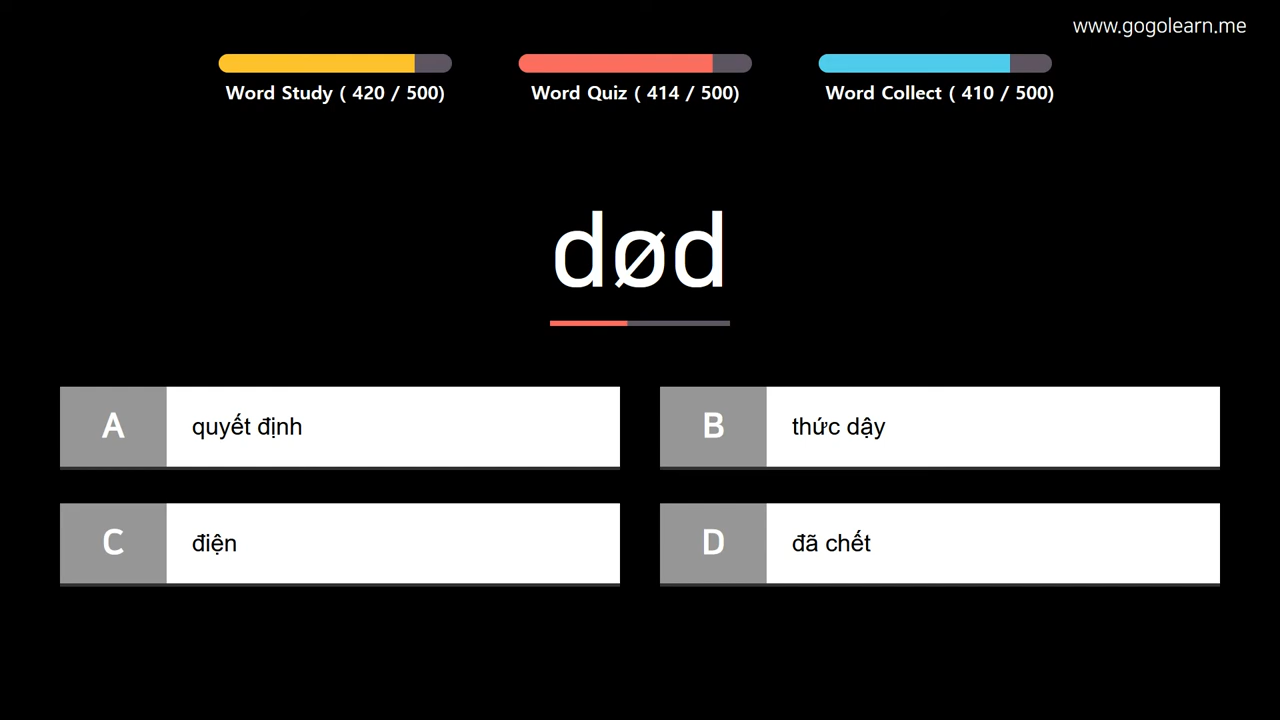 www.gogolearn.me
Word Study ( 420 / 500)
Word Quiz ( 414 / 500)
Word Collect ( 410 / 500)
død
A quyết định
B thức dậy
C điện
D đã chết